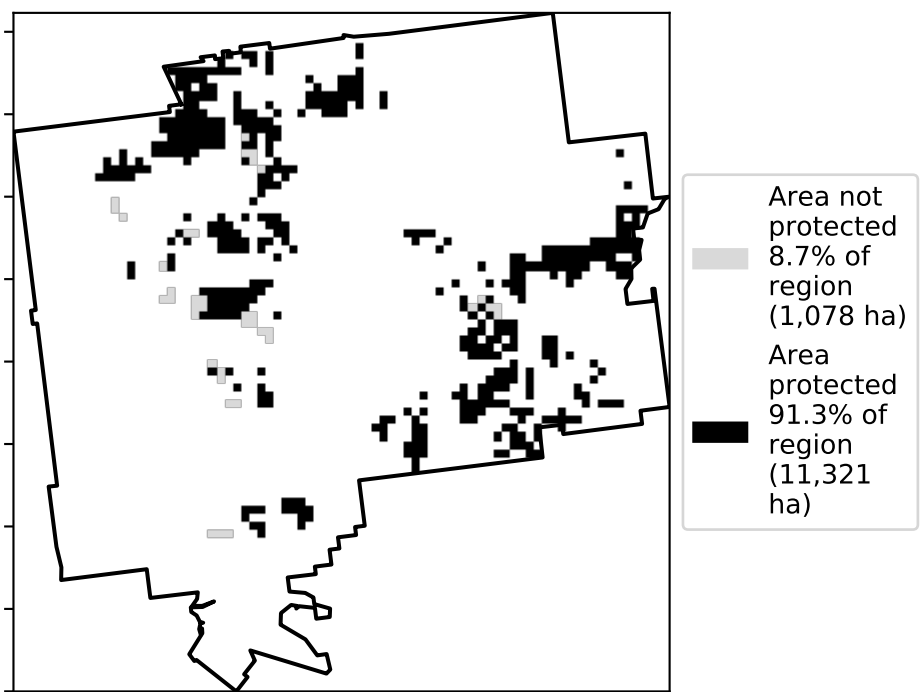 Area not
protected
8.7% of
region
(1,078 ha)
Area
protected
91.3% of
region
(11,321
ha)